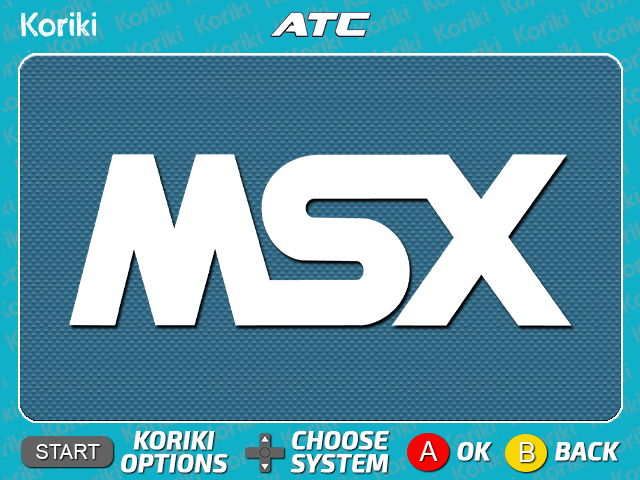 Koriki
ATC
MSX
START
KORIKI
OPTIONS
CHOOSE
SYSTEM
A
OK
B
BACK